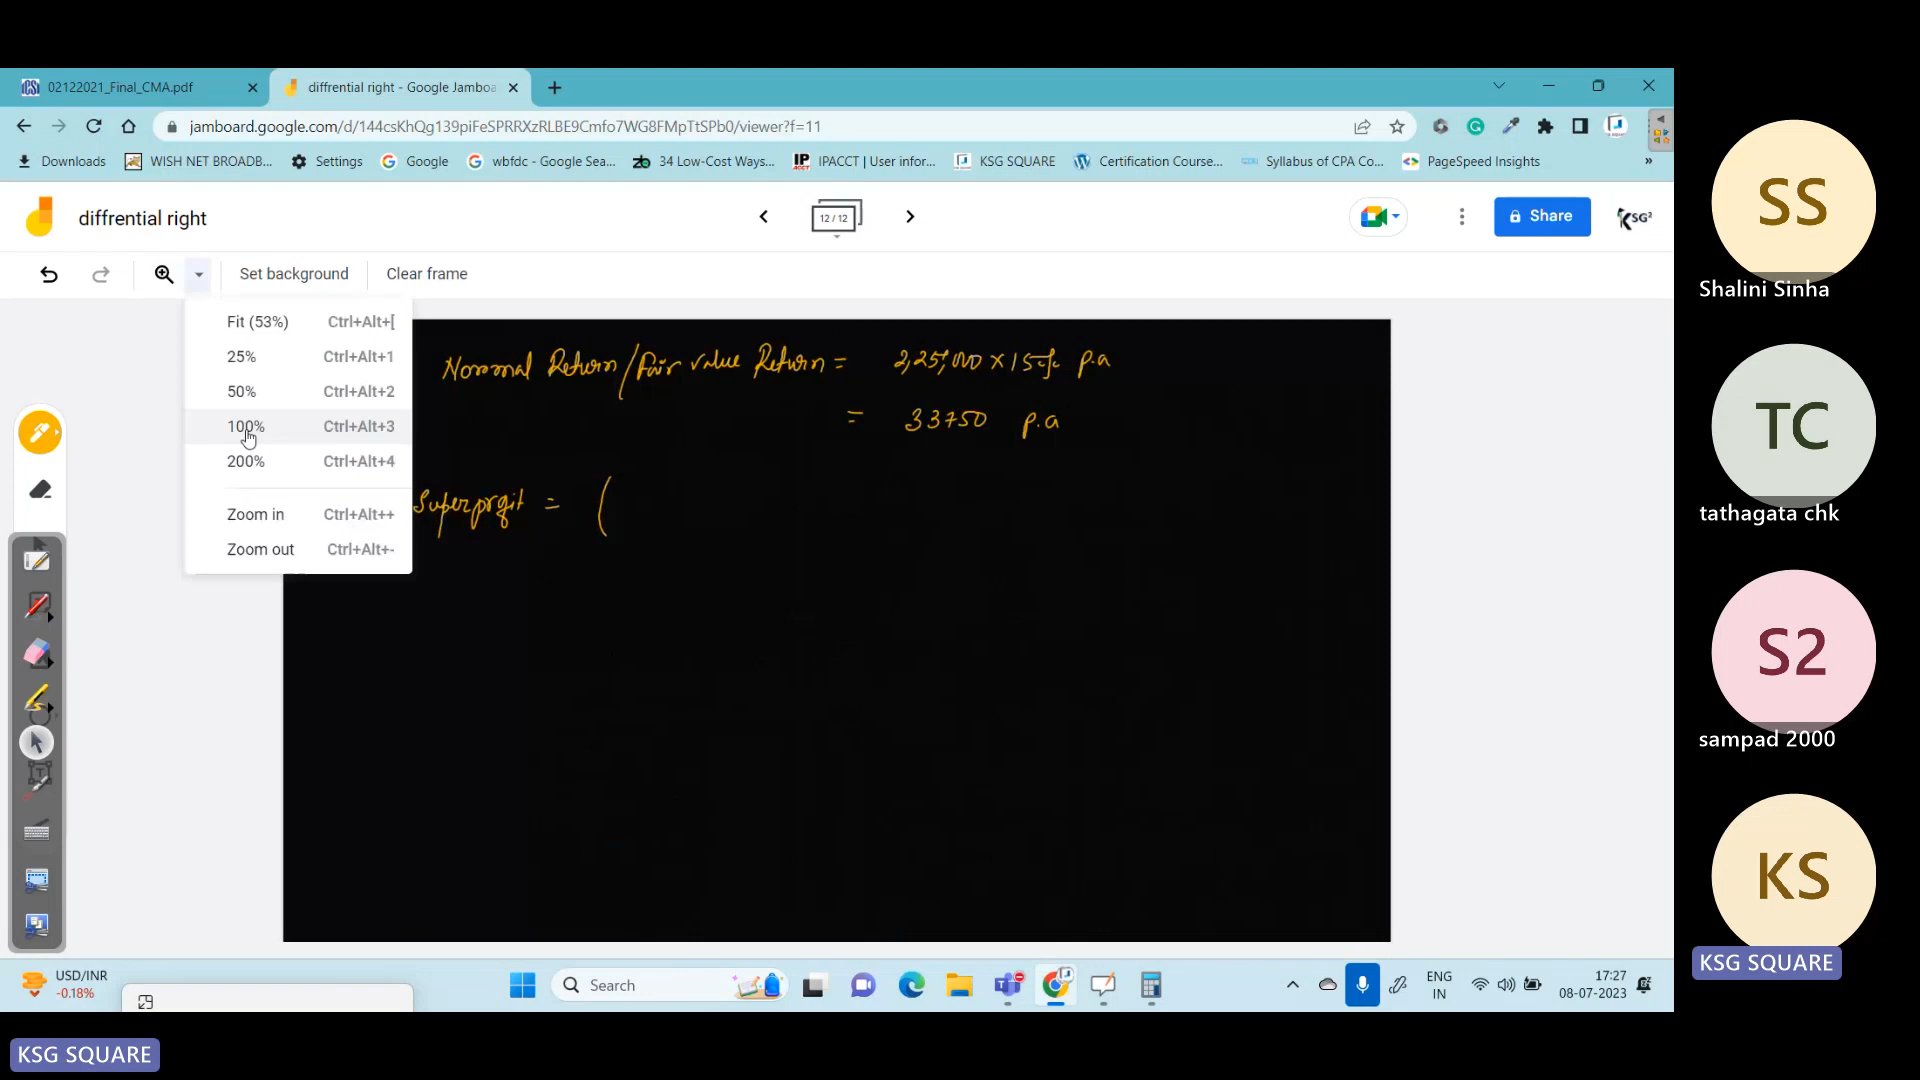 02122021_Final_CMA.pdf
diffrential right - Google Jamboa
jamboard.google.com/d/144csKhQg139piFeSPRRXzRLBE9Cmfo7WG8FMpTtSPb0/viewer?f=11
Downloads WISH NET BROADB... Settings Google wbfdc - Google Sea... 34 Low-Cost Ways... IPACCT | User infor... KSG SQUARE Certification Course... Syllabus of CPA Co... PageSpeed Insights »
diffrential right
12 / 12
Share
KSG²
Set background Clear frame
Fit (53%) Ctrl+Alt+[
25% Ctrl+Alt+1
50% Ctrl+Alt+2
100% Ctrl+Alt+3
200% Ctrl+Alt+4
Zoom in Ctrl+Alt++
Zoom out Ctrl+Alt+-
Normal Return/Fair value Return = 2,25,000 × 15% p.a
= 33750 p.a
Superprofit = (
SS
Shalini Sinha
TC
tathagata chk
S2
sampad 2000
KS
KSG SQUARE
USD/INR
-0.18%
Search
ENG
IN
17:27
08-07-2023
KSG SQUARE